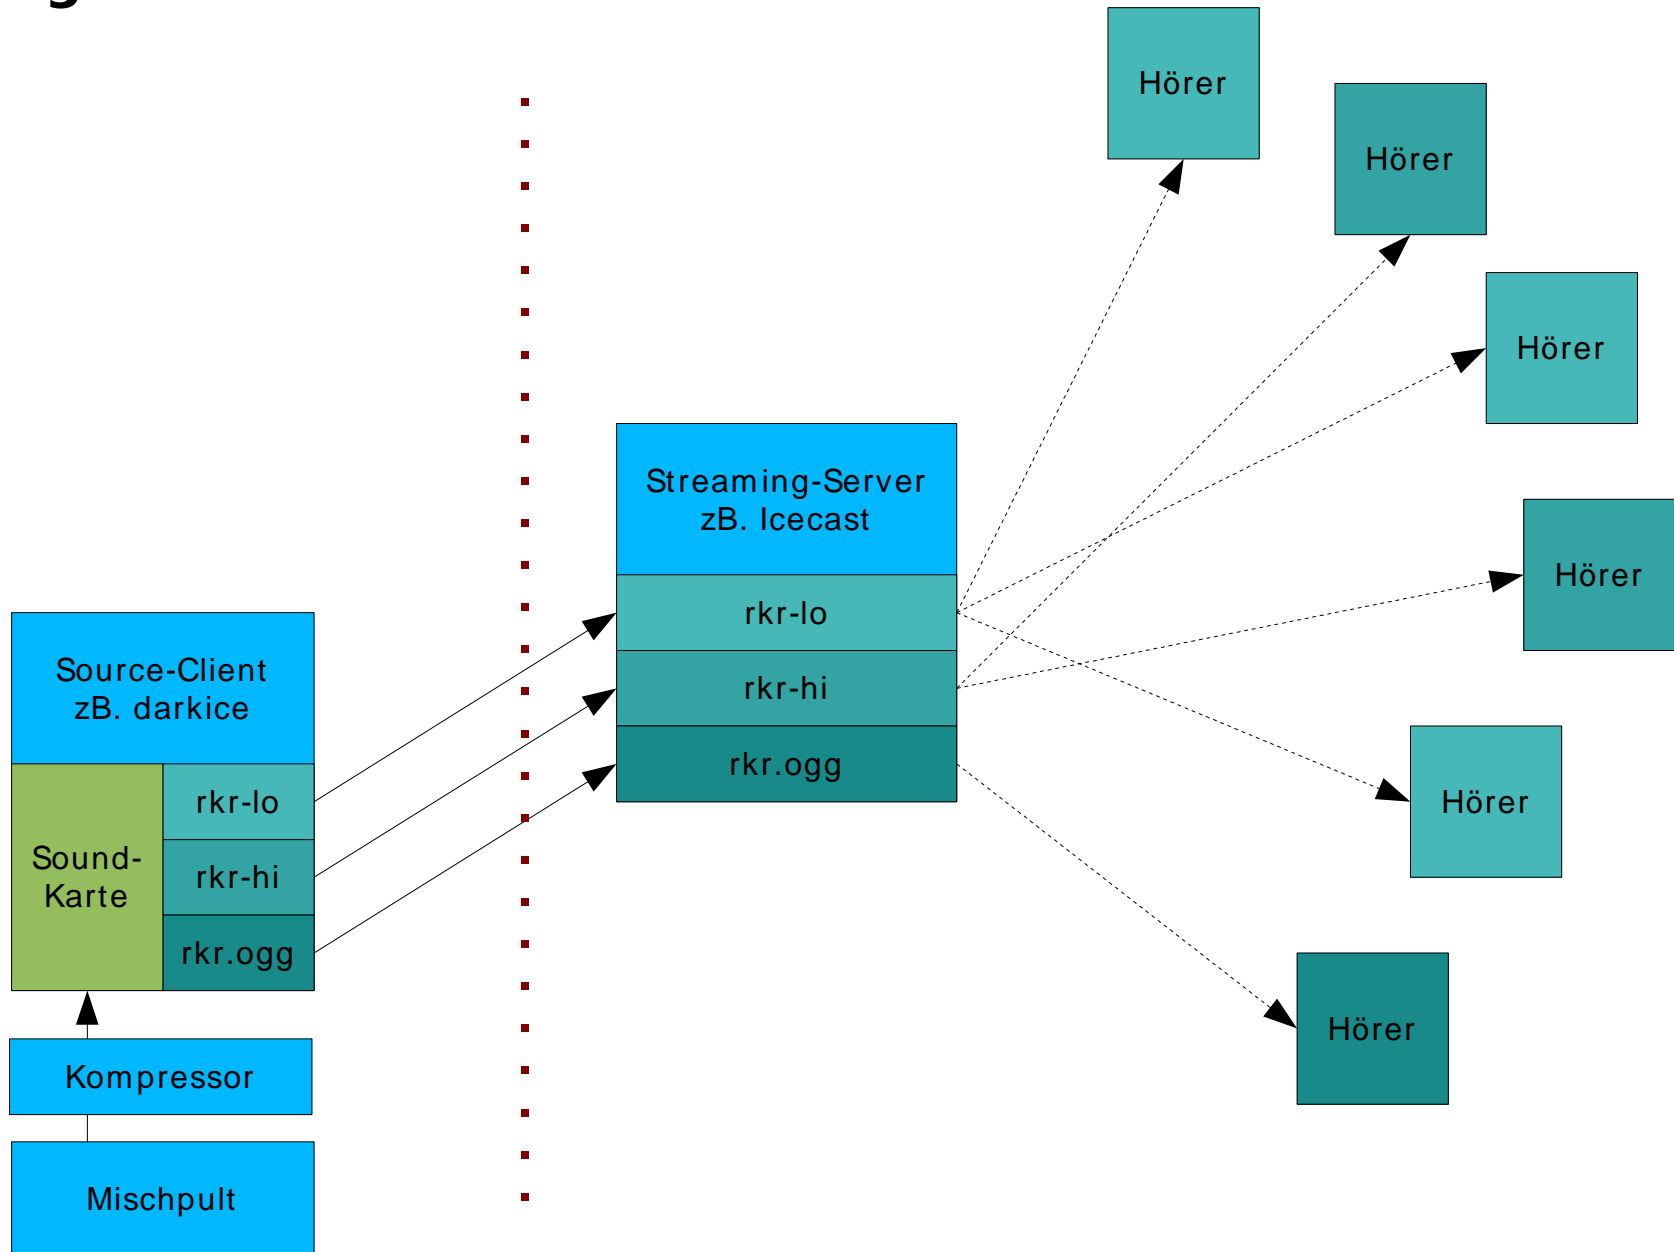 Hörer
Hörer
Hörer
Hörer
Hörer
Hörer
Streaming-Server
zB. Icecast
rkr-lo
rkr-hi
rkr.ogg
Source-Client
zB. darkice
Sound-
Karte
rkr-lo
rkr-hi
rkr.ogg
Kompressor
Mischpult